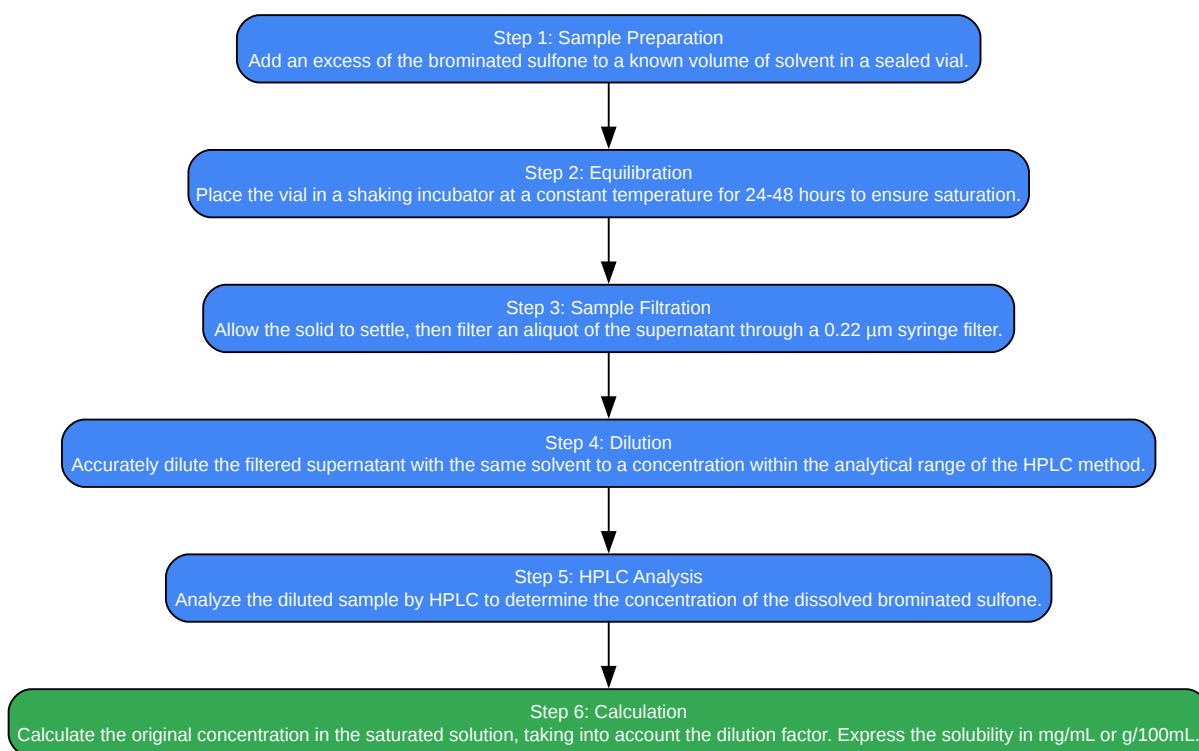 Step 1: Sample Preparation
Add an excess of the brominated sulfone to a known volume of solvent in a sealed vial.
Step 2: Equilibration
Place the vial in a shaking incubator at a constant temperature for 24-48 hours to ensure saturation.
Step 3: Sample Filtration
Allow the solid to settle, then filter an aliquot of the supernatant through a 0.22 µm syringe filter.
Step 4: Dilution
Accurately dilute the filtered supernatant with the same solvent to a concentration within the analytical range of the HPLC method.
Step 5: HPLC Analysis
Analyze the diluted sample by HPLC to determine the concentration of the dissolved brominated sulfone.
Step 6: Calculation
Calculate the original concentration in the saturated solution, taking into account the dilution factor. Express the solubility in mg/mL or g/100mL.